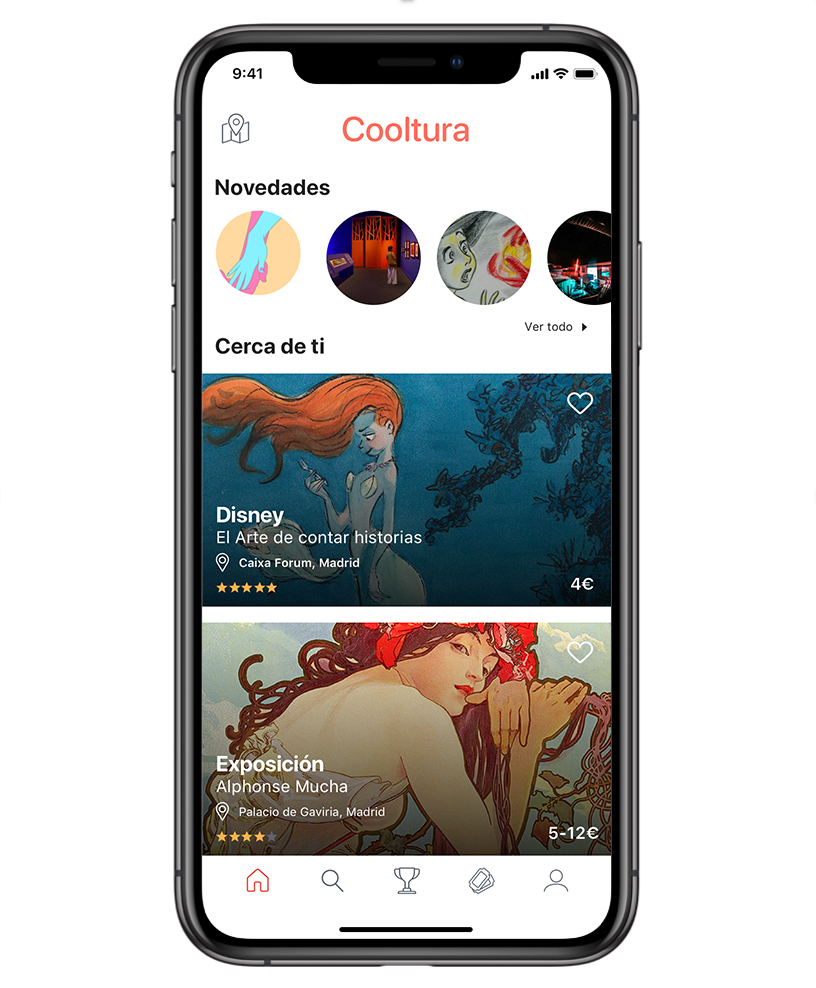 9:41
Cooltura
Novedades
Ver todo
Cerca de ti
Disney
El Arte de contar historias
Caixa Forum, Madrid
4€
Exposición
Alphonse Mucha
Palacio de Gaviria, Madrid
5-12€